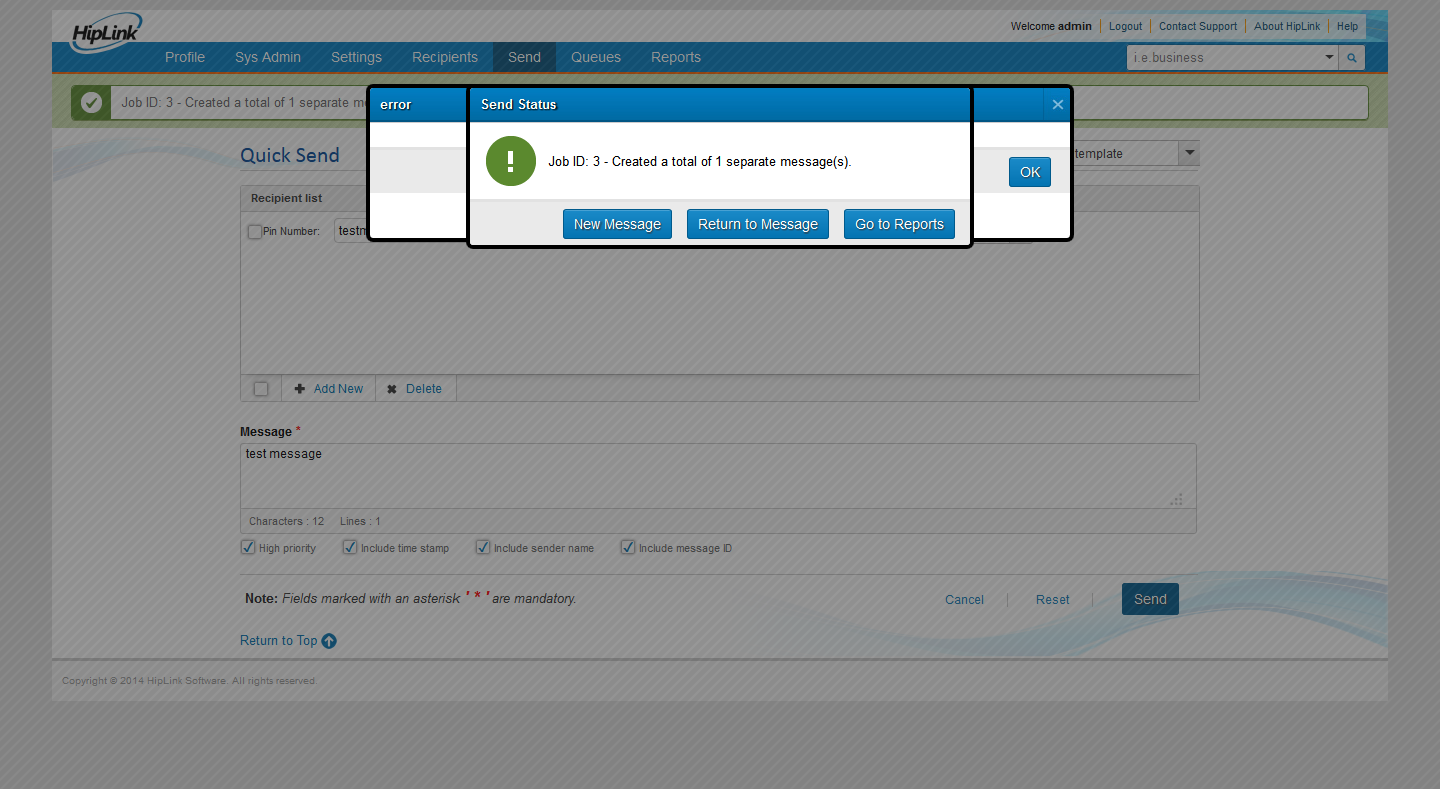 HipLink
Welcome admin Logout Contact Support About HipLink Help
Profile Sys Admin Settings Recipients Send Queues Reports
i.e.business
Job ID: 3 - Created a total of 1 separate
error
Send Status
Job ID: 3 - Created a total of 1 separate message(s).
OK
New Message Return to Message Go to Reports
Quick Send
template
Recipient list
Pin Number:
Add New Delete
Message *
test message
Characters : 12 Lines : 1
High priority Include time stamp Include sender name Include message ID
Note: Fields marked with an asterisk ' * ' are mandatory.
Cancel Reset Send
Return to Top
Copyright © 2014 HipLink Software. All rights reserved.